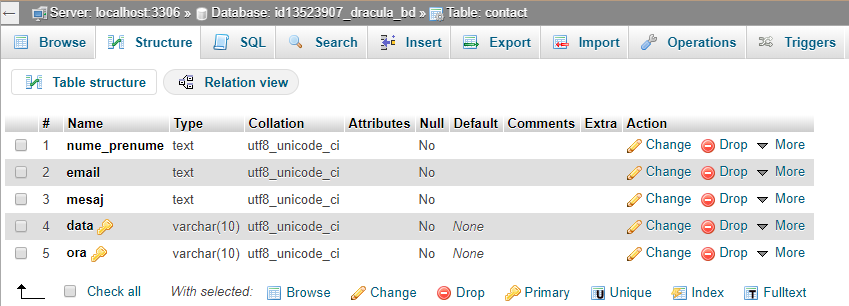 Server: localhost:3306 » Database: id13523907_dracula_bd » Table: contact
Browse Structure SQL Search Insert Export Import Operations Triggers
Table structure Relation view
# Name Type Collation Attributes Null Default Comments Extra Action
1 nume_prenume text utf8_unicode_ci No Change Drop More
2 email text utf8_unicode_ci No Change Drop More
3 mesaj text utf8_unicode_ci No Change Drop More
4 data varchar(10) utf8_unicode_ci No None Change Drop More
5 ora varchar(10) utf8_unicode_ci No None Change Drop More
Check all With selected: Browse Change Drop Primary Unique Index Fulltext